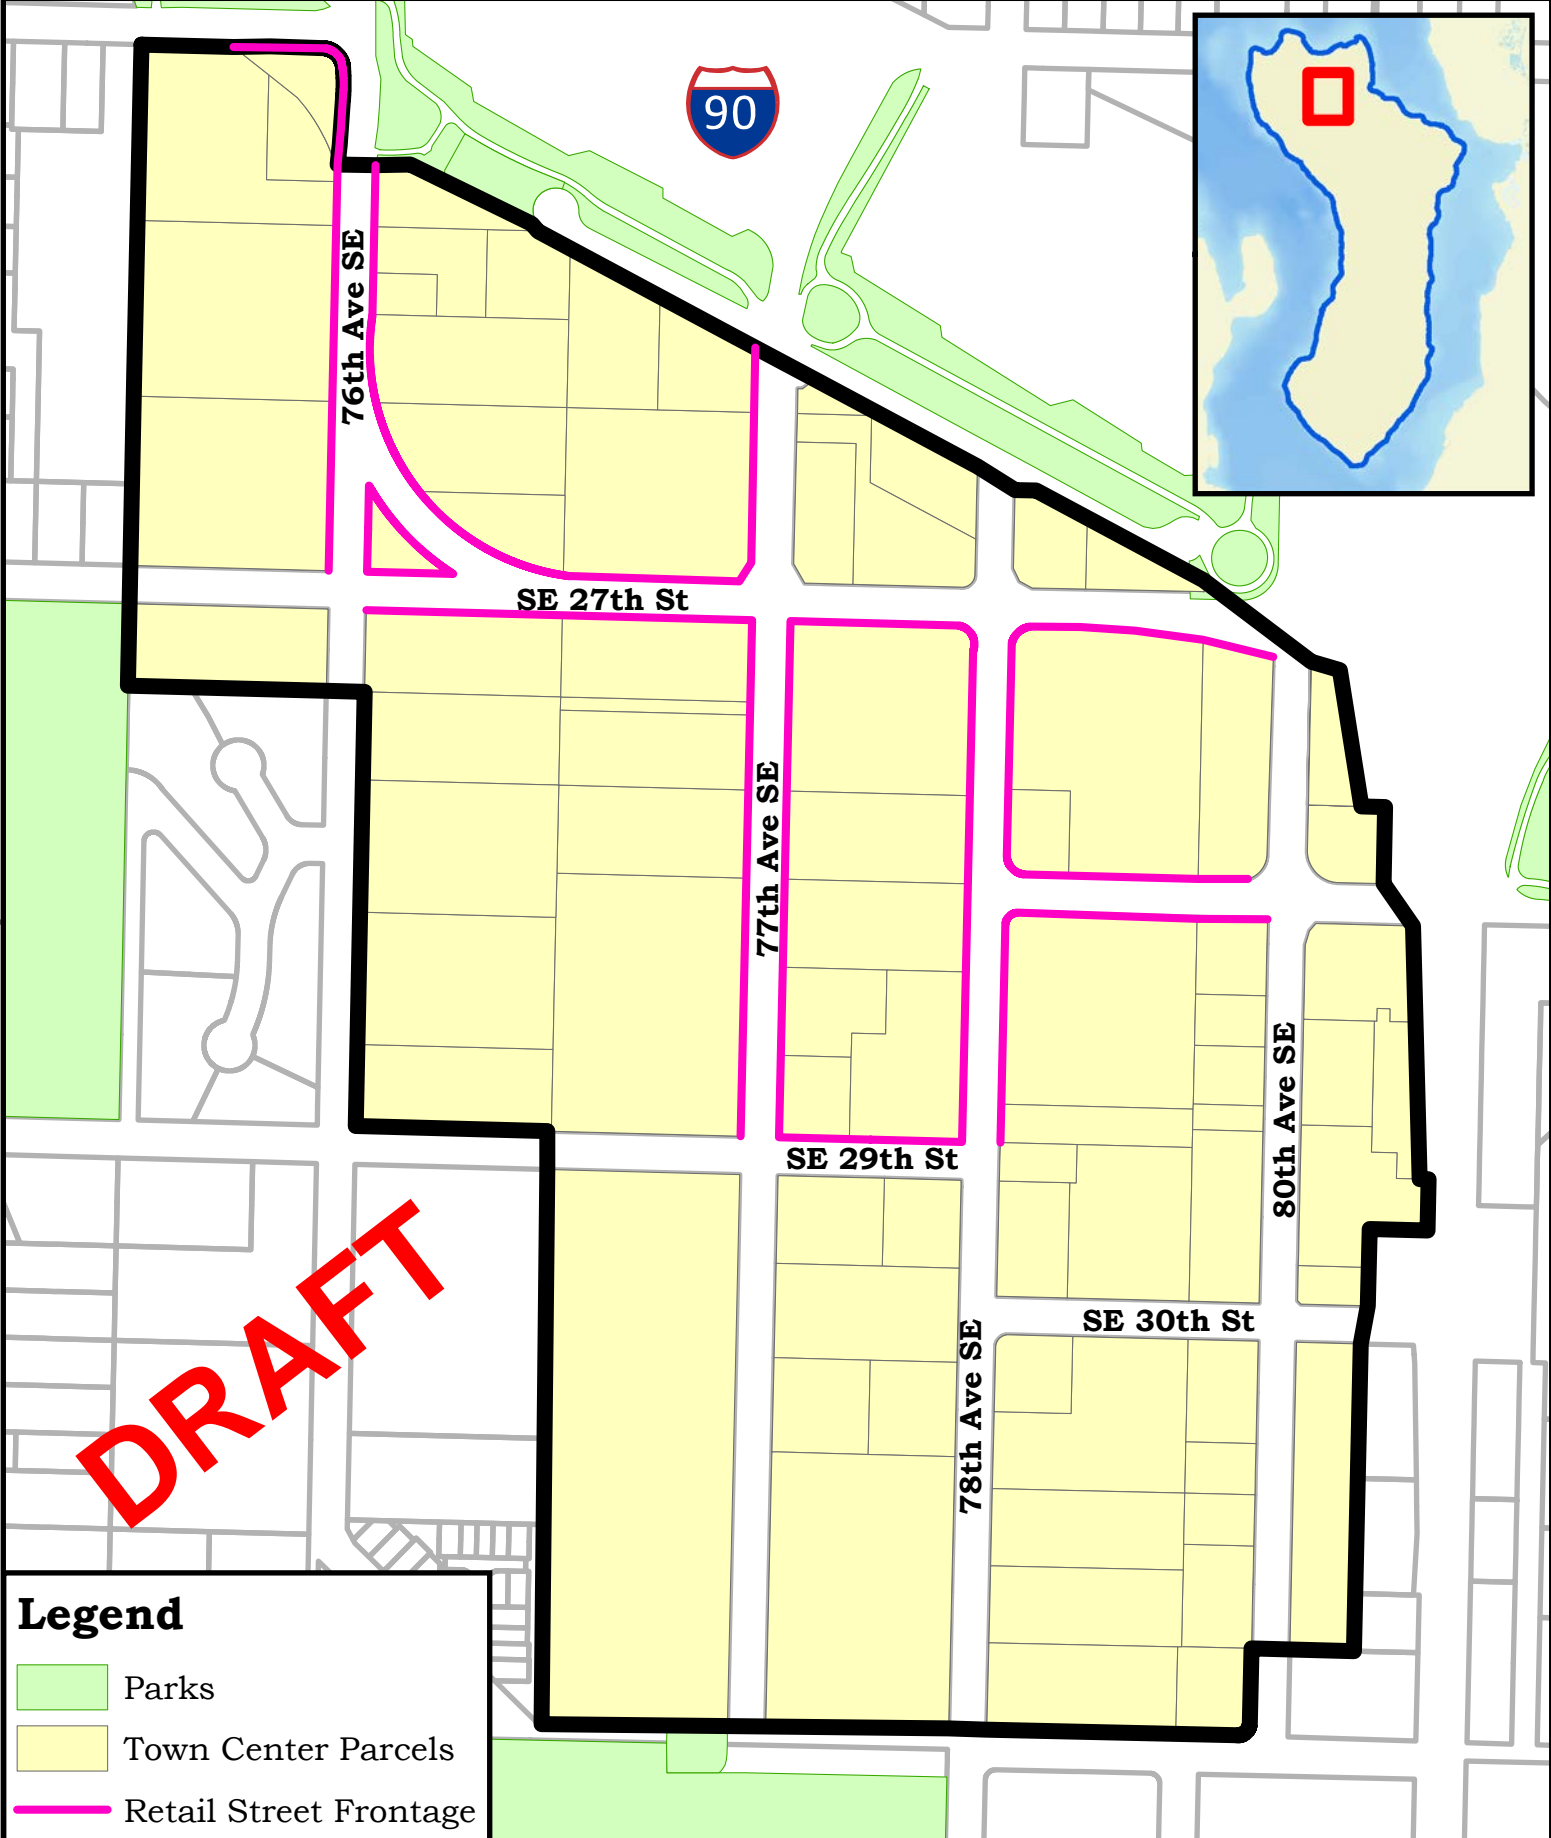 90
76th Ave SE
SE 27th St
77th Ave SE
80th Ave SE
SE 29th St
SE 30th St
78th Ave SE
DRAFT
Legend
Parks
Town Center Parcels
Retail Street Frontage